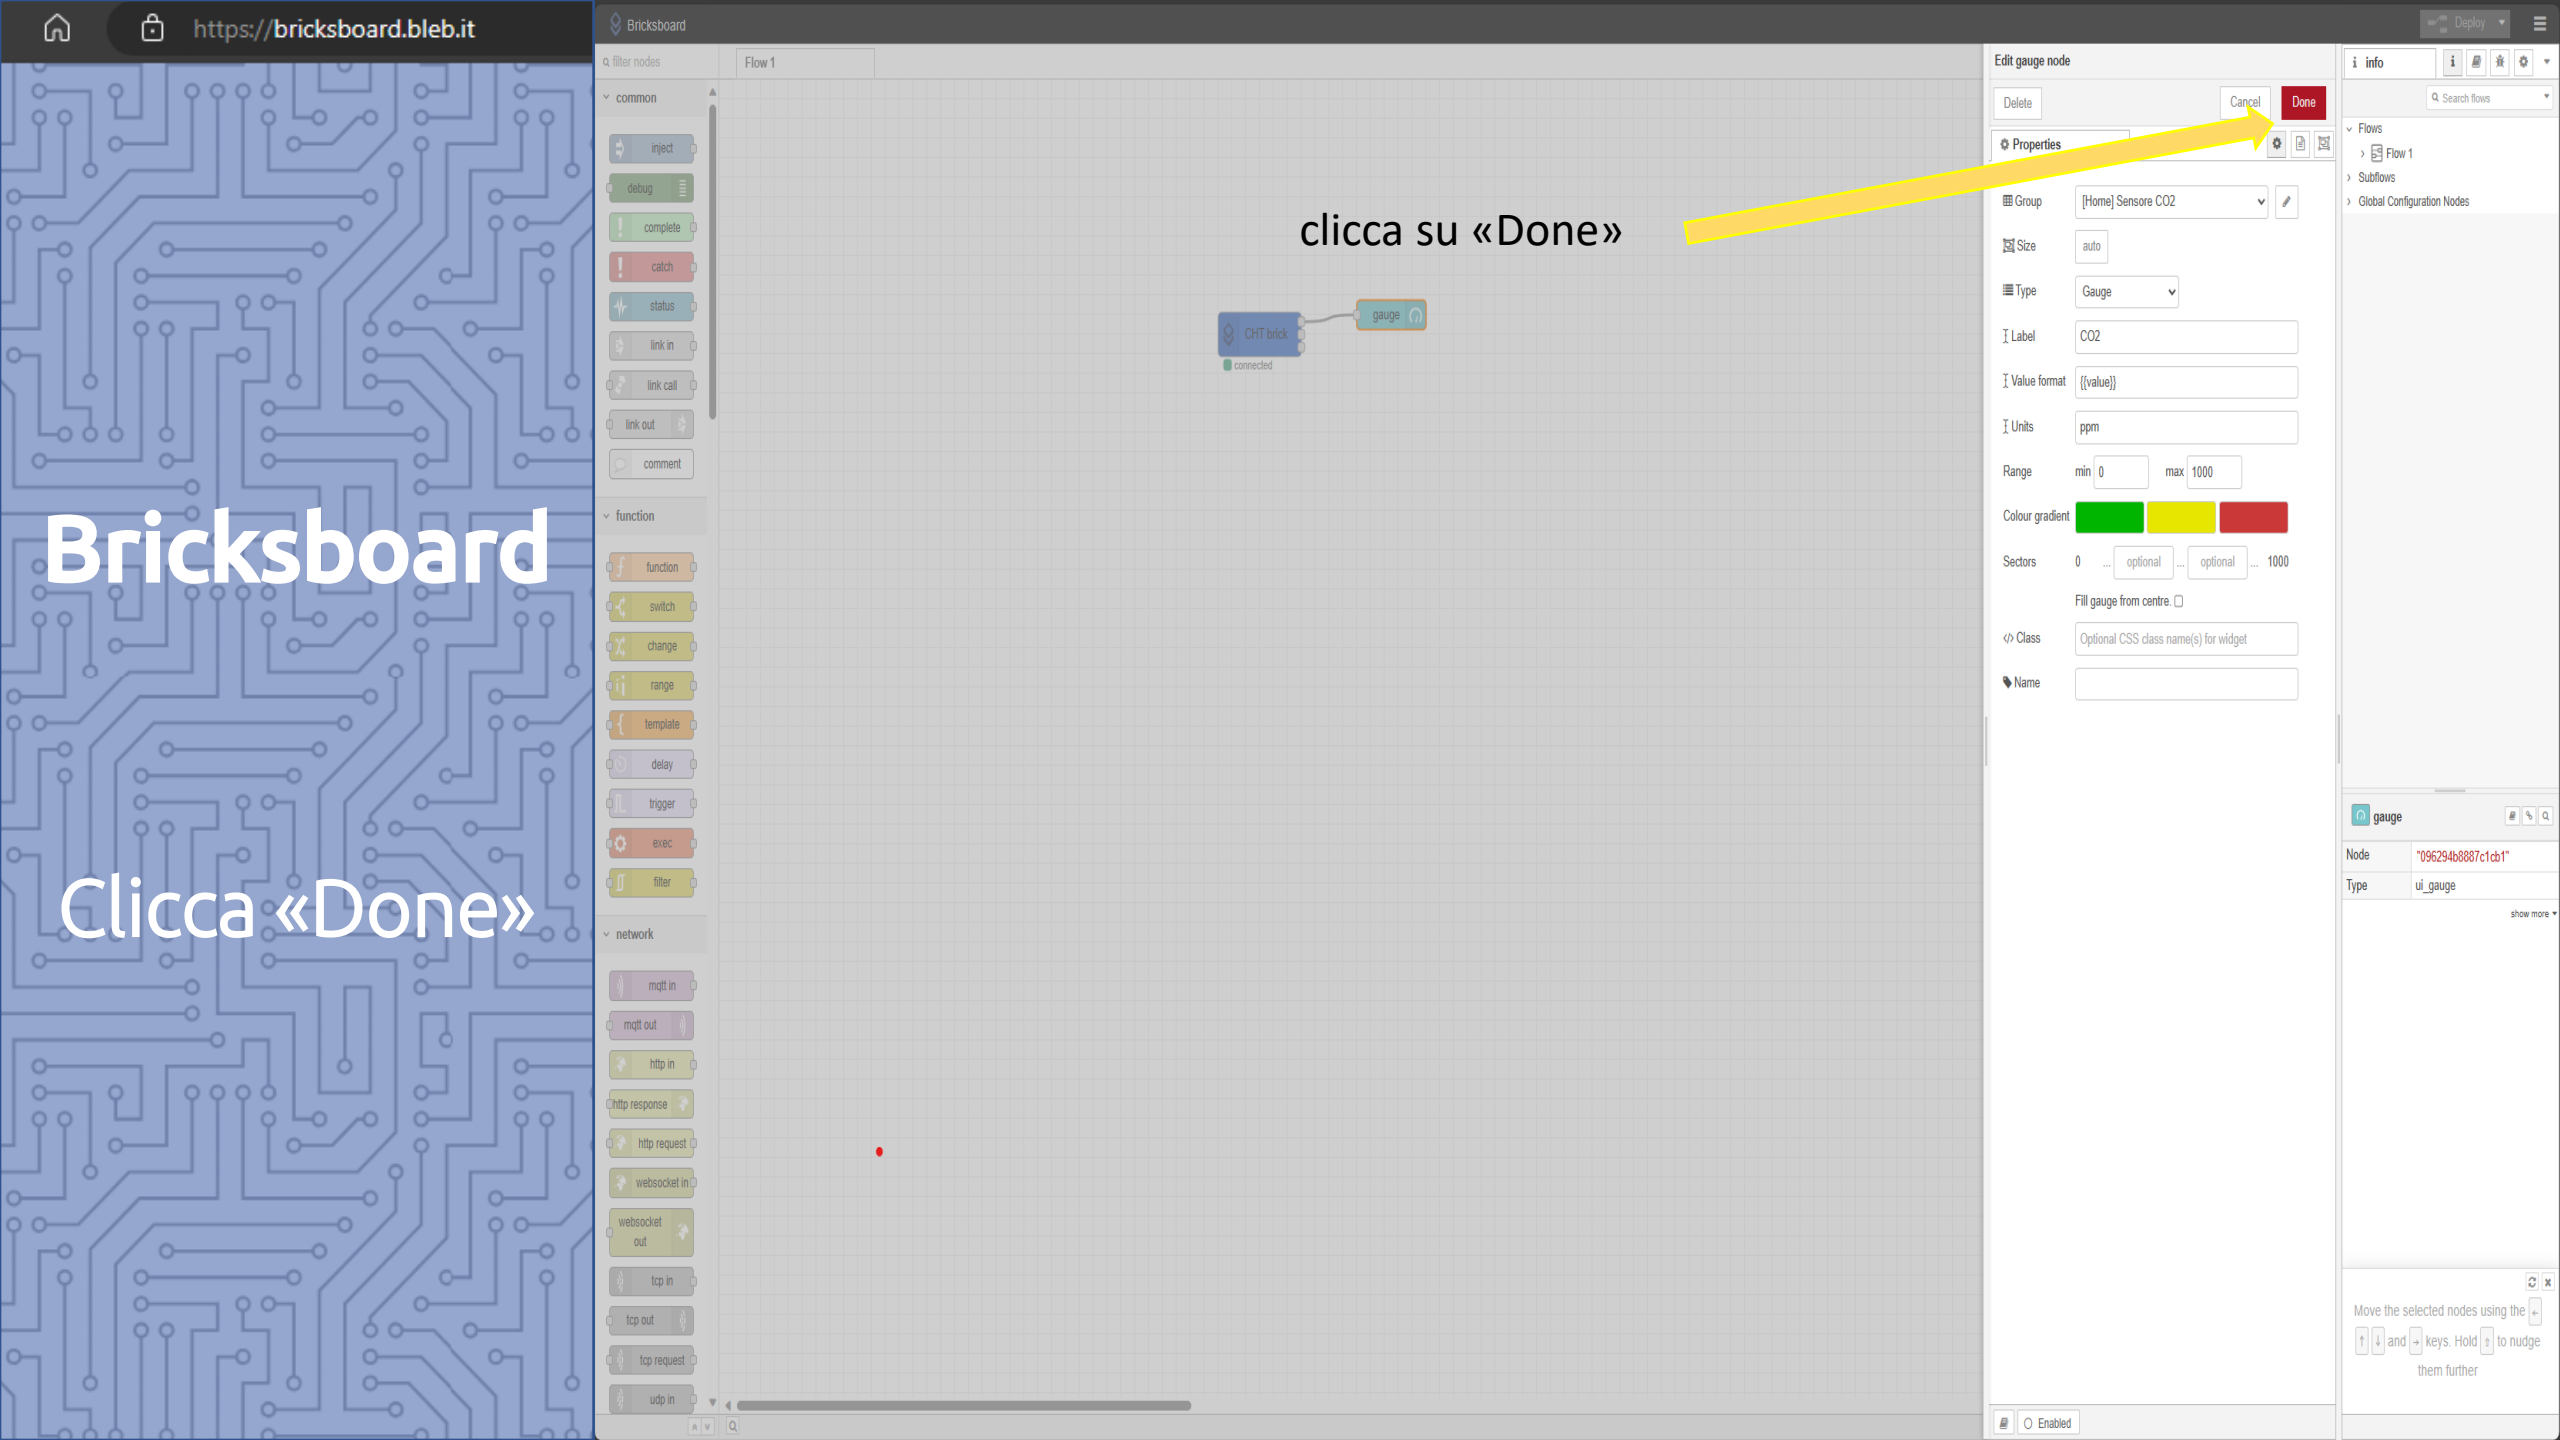 https://bricksboard.bleb.it
Bricksboard
Clicca «Done»
Bricksboard
Deploy
filter nodes
Flow 1
common
inject
debug
complete
catch
status
link in
link call
link out
comment
function
function
switch
change
range
template
delay
trigger
exec
filter
network
mqtt in
mqtt out
http in
http response
http request
websocket in
websocket
out
tcp in
tcp out
tcp request
udp in
clicca su «Done»
CHT brick
connected
gauge
Edit gauge node
Delete
Cancel
Done
Properties
Group
[Home] Sensore CO2
Size
auto
Type
Gauge
Label
CO2
Value format
{{value}}
Units
ppm
Range
min 0 max 1000
Colour gradient
Sectors
0 ... optional ... optional ... 1000
Fill gauge from centre.
Class
Optional CSS class name(s) for widget
Name
Enabled
info
Search flows
Flows
Flow 1
Subflows
Global Configuration Nodes
gauge
Node "096294b8887c1cb1"
Type ui_gauge
show more
Move the selected nodes using the ←
↑ ↓ and → keys. Hold ⇧ to nudge
them further